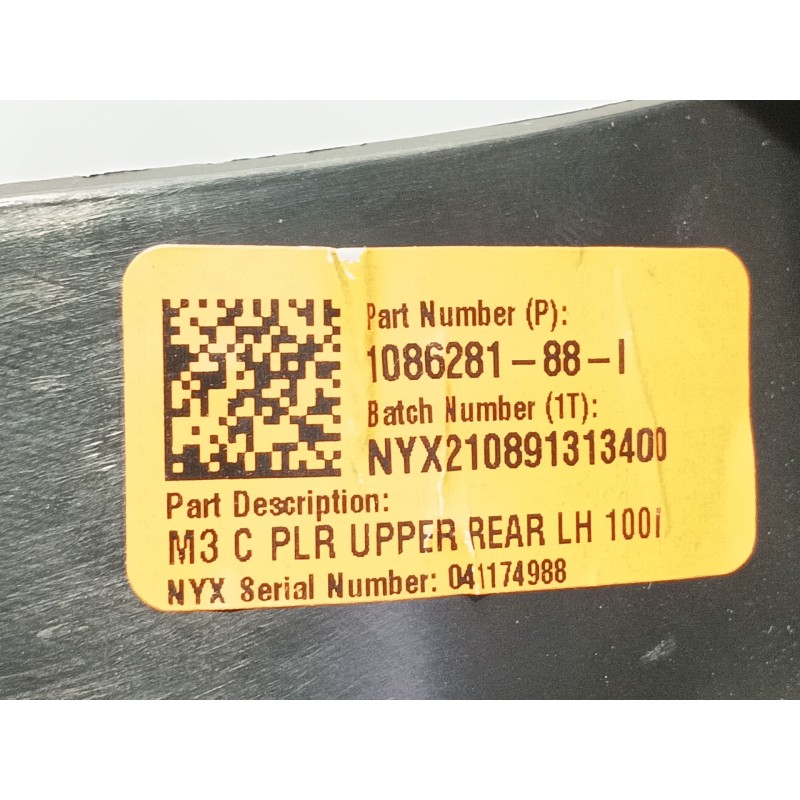 Part Number (P):
1086281-88-I
Batch Number (1T):
NYX210891313400
Part Description:
M3 C PLR UPPER REAR LH 100i
NYX Serial Number: 041174988